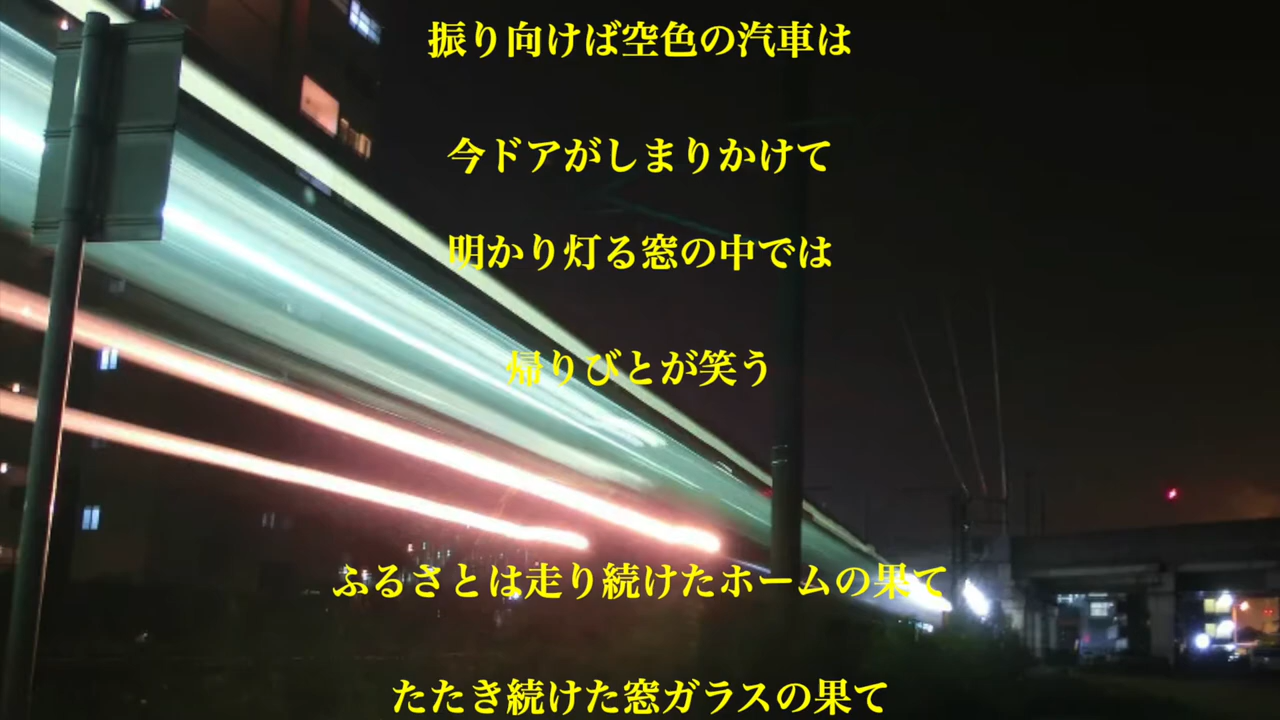 振り向けば空色の汽車は
今ドアがしまりかけて
明かり灯る窓の中では
帰りびとが笑う
ふるさとは走り続けたホームの果て
たたき続けた窓ガラスの果て